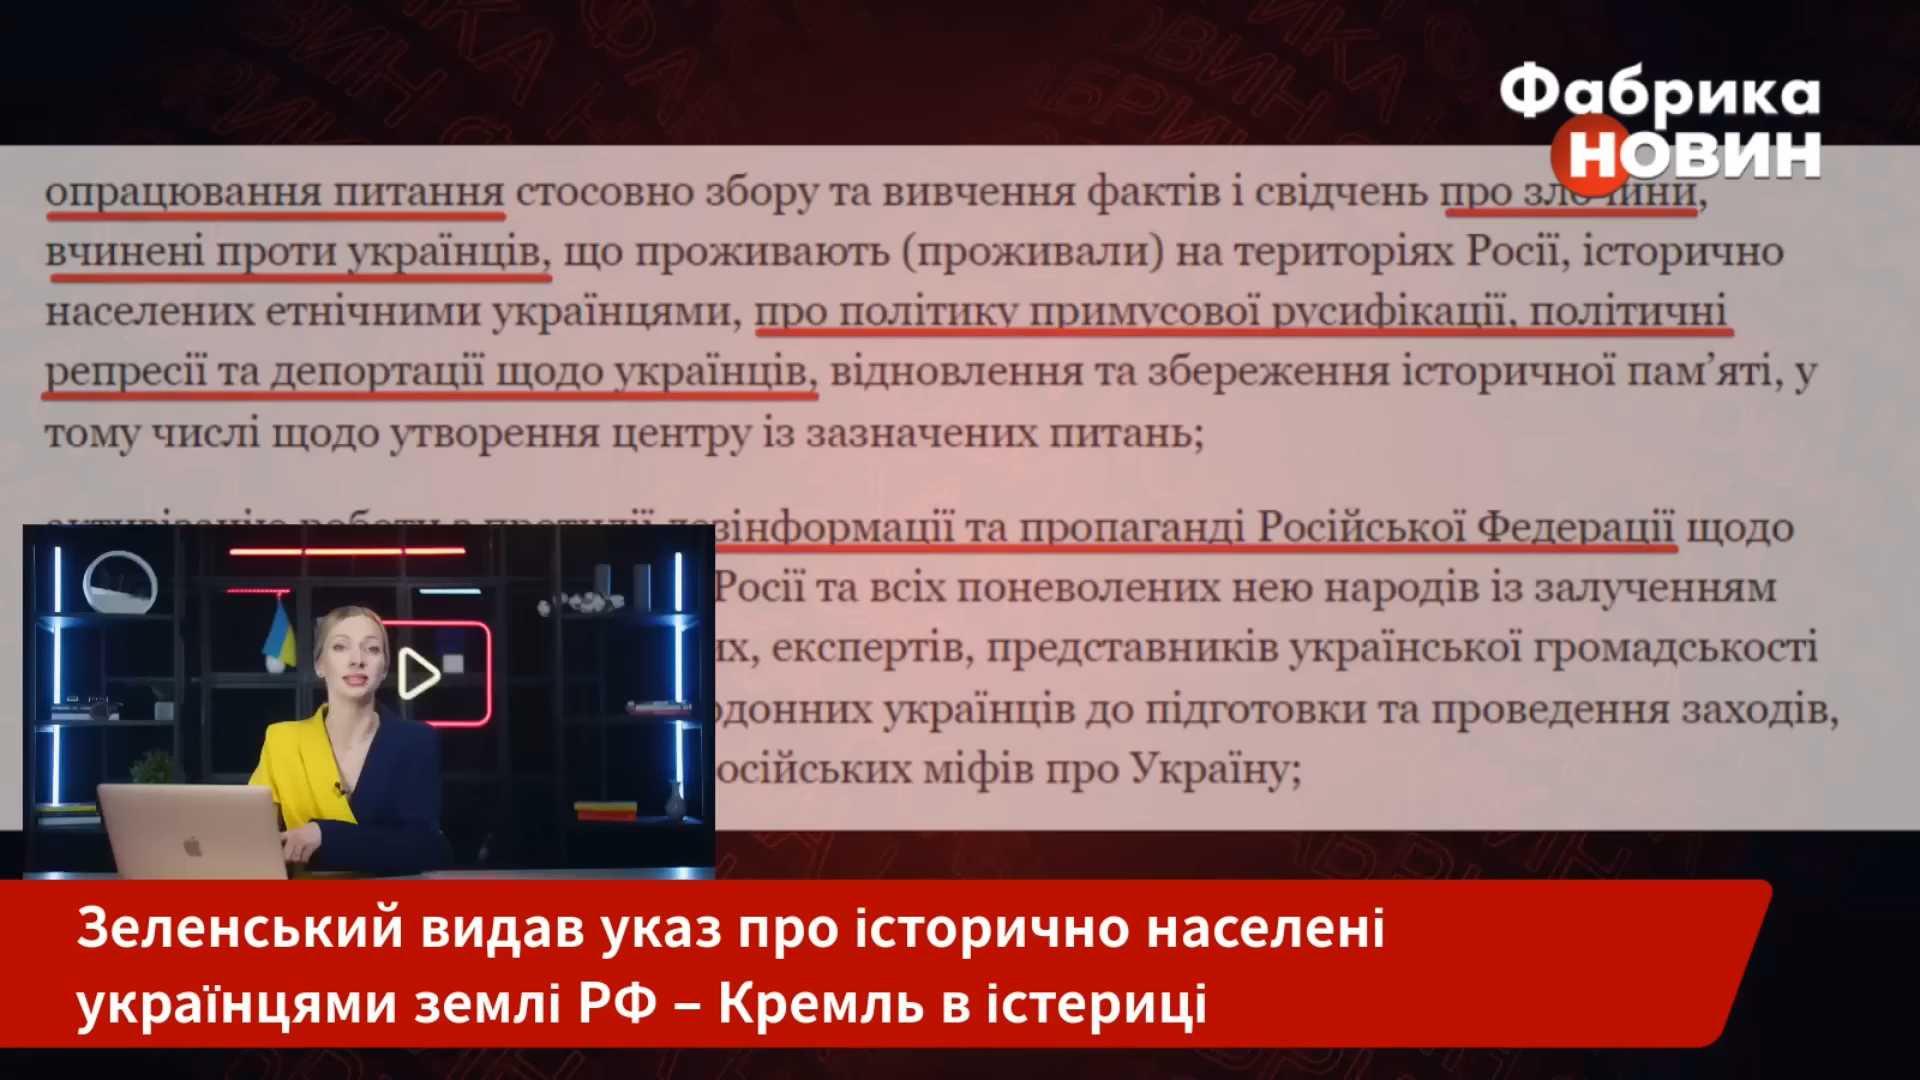 Фабрика
новин
опрацювання питання стосовно збору та вивчення фактів і свідчень про злочини,
вчинені проти українців, що проживають (проживали) на територіях Росії, історично
населених етнічними українцями, про політику примусової русифікації, політичні
репресії та депортації щодо українців, відновлення та збереження історичної пам’яті, у
тому числі щодо утворення центру із зазначених питань;
активізацію роботи з протидії дезінформації та пропаганді Російської Федерації щодо
Росії та всіх поневолених нею народів із залученням
експертів, представників української громадськості
українців до підготовки та проведення заходів,
міфів про Україну;
Зеленський видав указ про історично населені
українцями землі РФ – Кремль в істериці